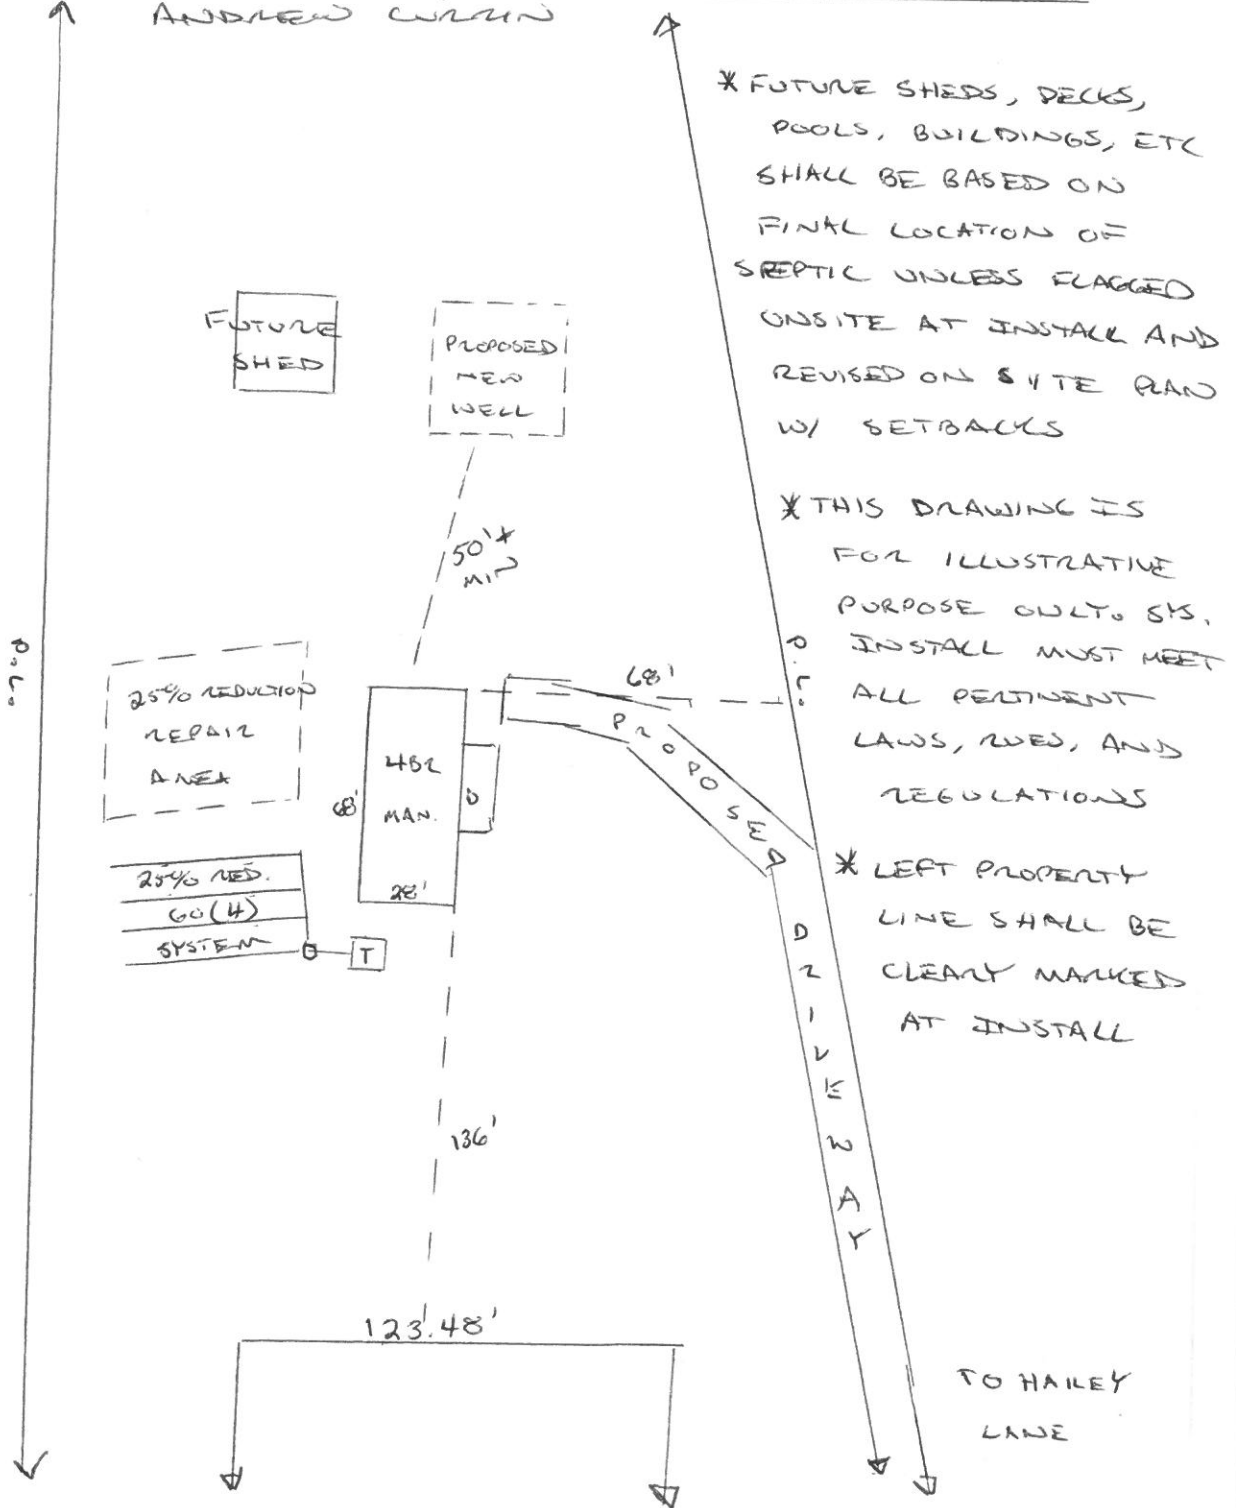 ANDREW CURRIN
* FUTURE SHEDS, DECKS,
POOLS, BUILDINGS, ETC
SHALL BE BASED ON
FINAL LOCATION OF
SEPTIC UNLESS FLAGGED
ONSITE AT INSTALL AND
REVISED ON SITE PLAN
W/ SETBACKS
FUTURE
SHED
PROPOSED
NEW
WELL
50'*
MIN
* THIS DRAWING IS
FOR ILLUSTRATIVE
PURPOSE ONLY. SYS.
INSTALL MUST MEET
ALL PERTINENT
LAWS, RULES, AND
REGULATIONS
P.L.
P.L.
68'
25% REDUCTION
REPAIR
AREA
4BR
MAN.
68'
D
28'
PROPOSED
DRIVEWAY
* LEFT PROPERTY
LINE SHALL BE
CLEARLY MARKED
AT INSTALL
25% RED.
60(4)
SYSTEM
T
136'
123.48'
TO HAILEY
LANE